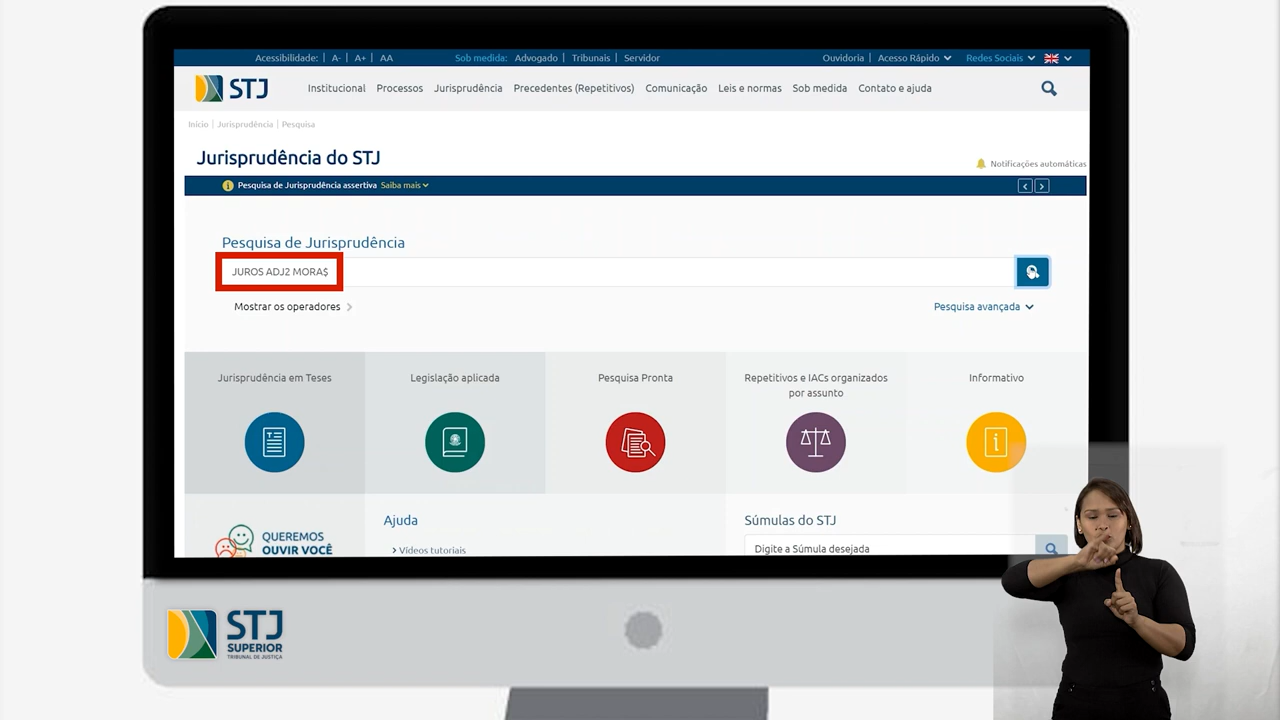 Acessibilidade: | A- | A+ | AA Sob medida: Advogado | Tribunais | Servidor Ouvidoria | Acesso Rápido Redes Sociais
STJ Institucional Processos Jurisprudência Precedentes (Repetitivos) Comunicação Leis e normas Sob medida Contato e ajuda
Início | Jurisprudência | Pesquisa
Jurisprudência do STJ
Notificações automáticas
Pesquisa de Jurisprudência assertiva Saiba mais
Pesquisa de Jurisprudência
JUROS ADJ2 MORA$
Mostrar os operadores
Pesquisa avançada
Jurisprudência em Teses
Legislação aplicada
Pesquisa Pronta
Repetitivos e IACs organizados
por assunto
Informativo
QUEREMOS
OUVIR VOCÊ
Ajuda
Vídeos tutoriais
Súmulas do STJ
Digite a Súmula desejada
STJ
SUPERIOR
TRIBUNAL DE JUSTIÇA